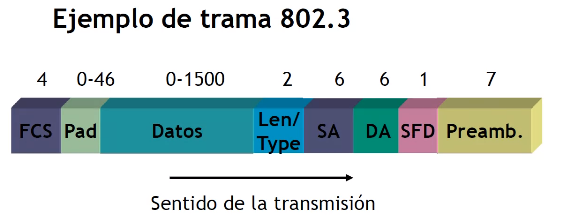 Ejemplo de trama 802.3
4 0-46 0-1500 2 6 6 1 7
FCS Pad Datos Len/ Type SA DA SFD Preamb.
Sentido de la transmisión